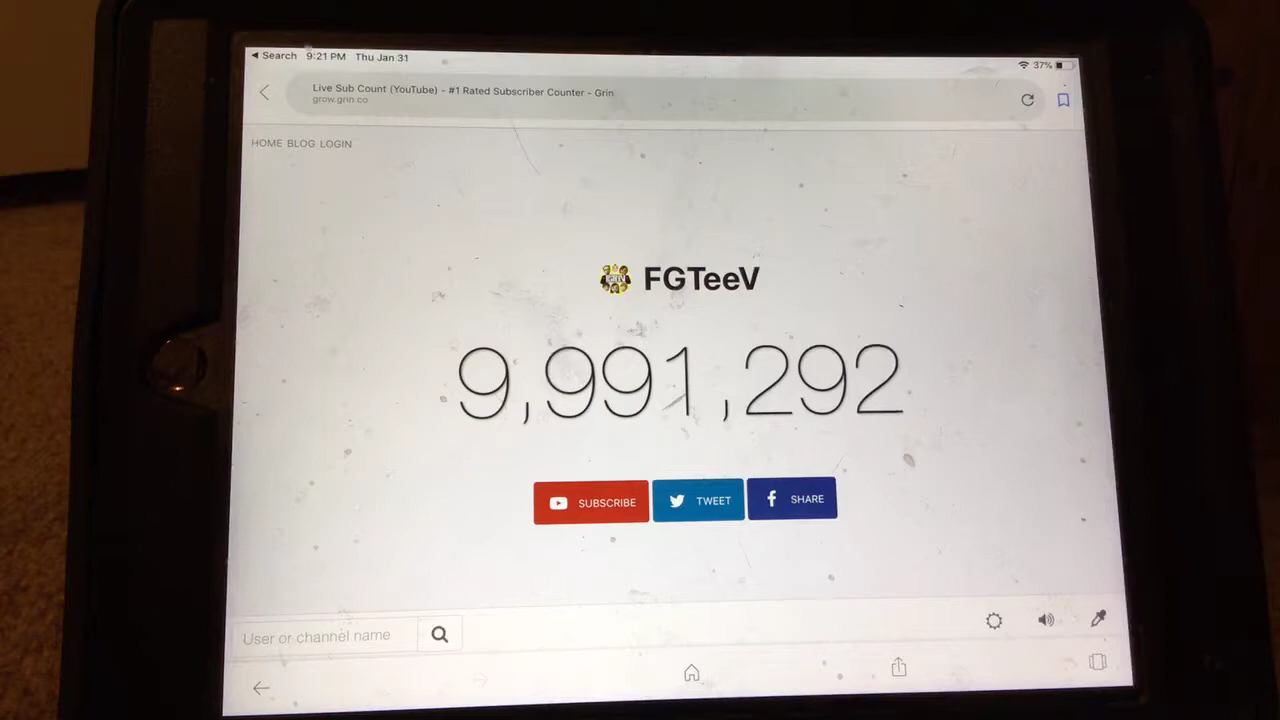 Search 9:21 PM Thu Jan 31
37%
Live Sub Count (YouTube) - #1 Rated Subscriber Counter - Grin
grow.grin.co
HOME BLOG LOGIN
FGTeeV
9,991,292
SUBSCRIBE TWEET SHARE
User or channel name